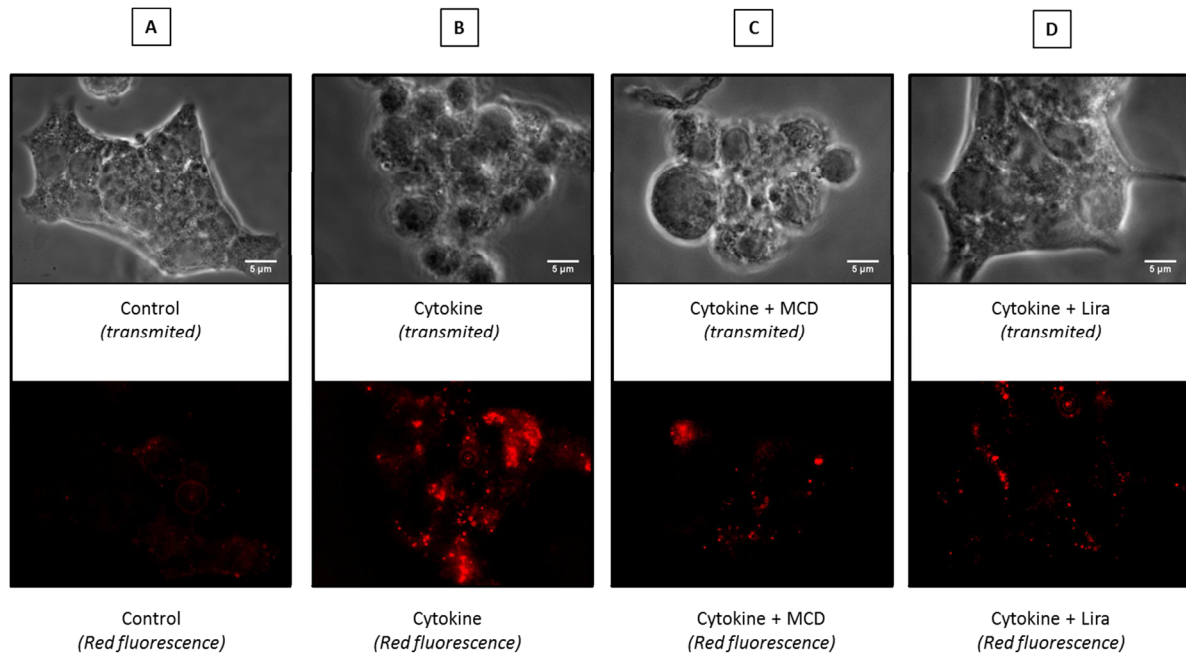 A
B
C
D
5 µm
5 µm
5 µm
5 µm
Control
(transmited)
Cytokine
(transmited)
Cytokine + MCD
(transmited)
Cytokine + Lira
(transmited)
Control
(Red fluorescence)
Cytokine
(Red fluorescence)
Cytokine + MCD
(Red fluorescence)
Cytokine + Lira
(Red fluorescence)